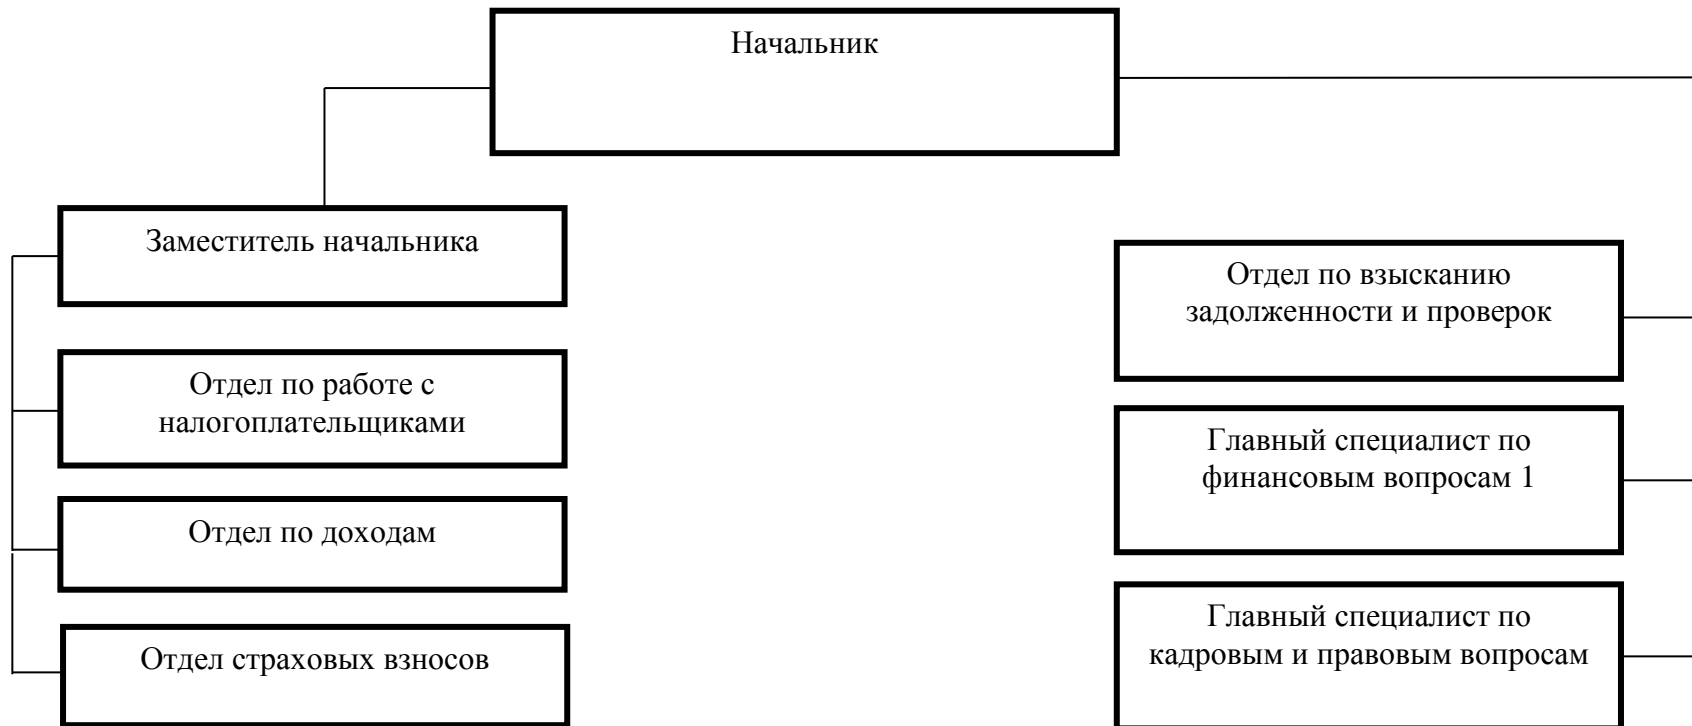 Начальник
Заместитель начальника
Отдел по работе с
налогоплательщиками
Отдел по доходам
Отдел страховых взносов
Отдел по взысканию
задолженности и проверок
Главный специалист по
финансовым вопросам 1
Главный специалист по
кадровым и правовым вопросам